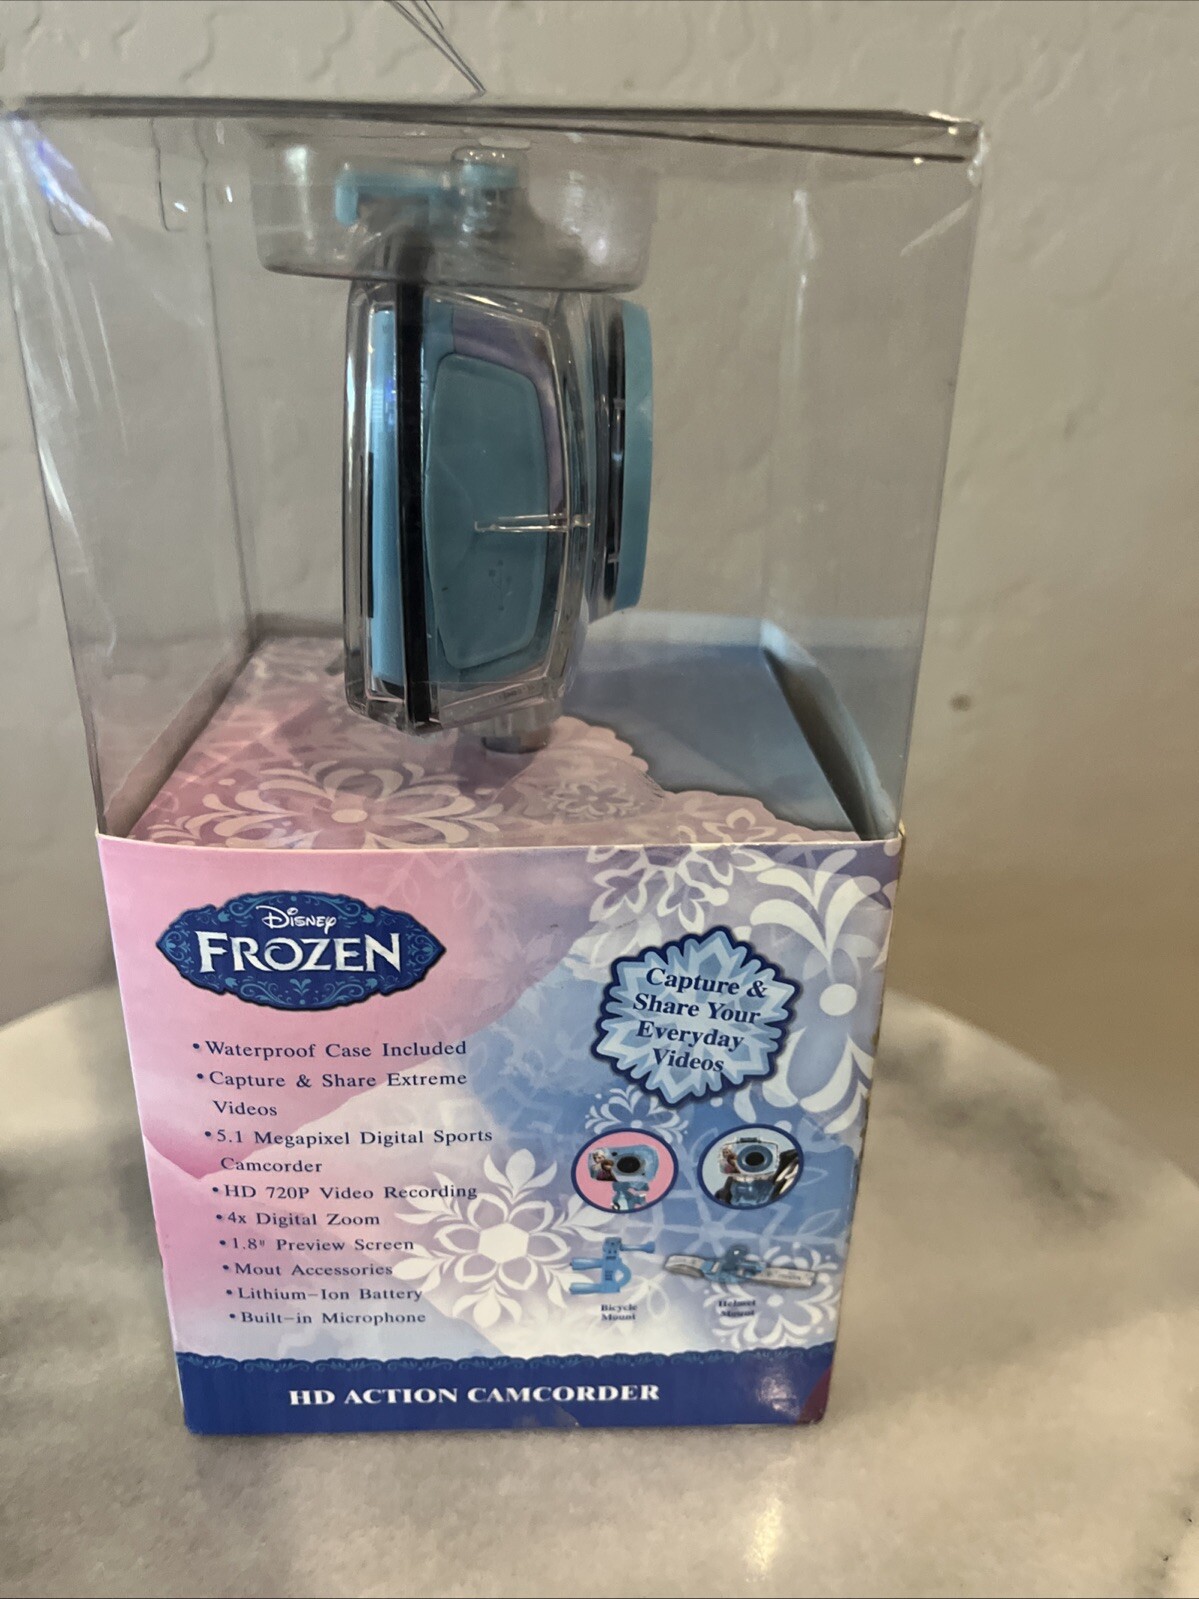 Disney
FROZEN
Capture &
Share Your
Everyday
Videos
• Waterproof Case Included
• Capture & Share Extreme
Videos
• 5.1 Megapixel Digital Sports
Camcorder
• HD 720P Video Recording
• 4x Digital Zoom
• 1.8" Preview Screen
• Mout Accessories
• Lithium-Ion Battery
• Built-in Microphone
Bicycle
Mount
Helmet
Mount
HD ACTION CAMCORDER